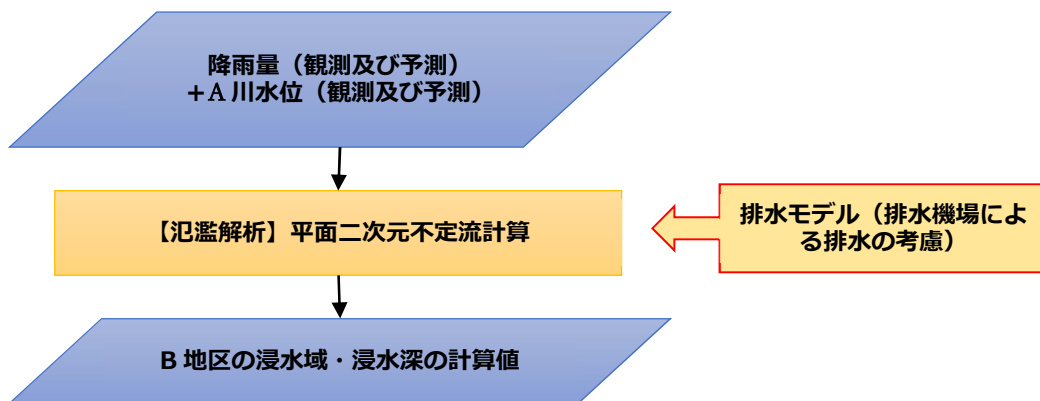 降雨量（観測及び予測）
+Ａ川水位（観測及び予測）
【氾濫解析】平面二次元不定流計算
排水モデル（排水機場によ
る排水の考慮）
B 地区の浸水域・浸水深の計算値